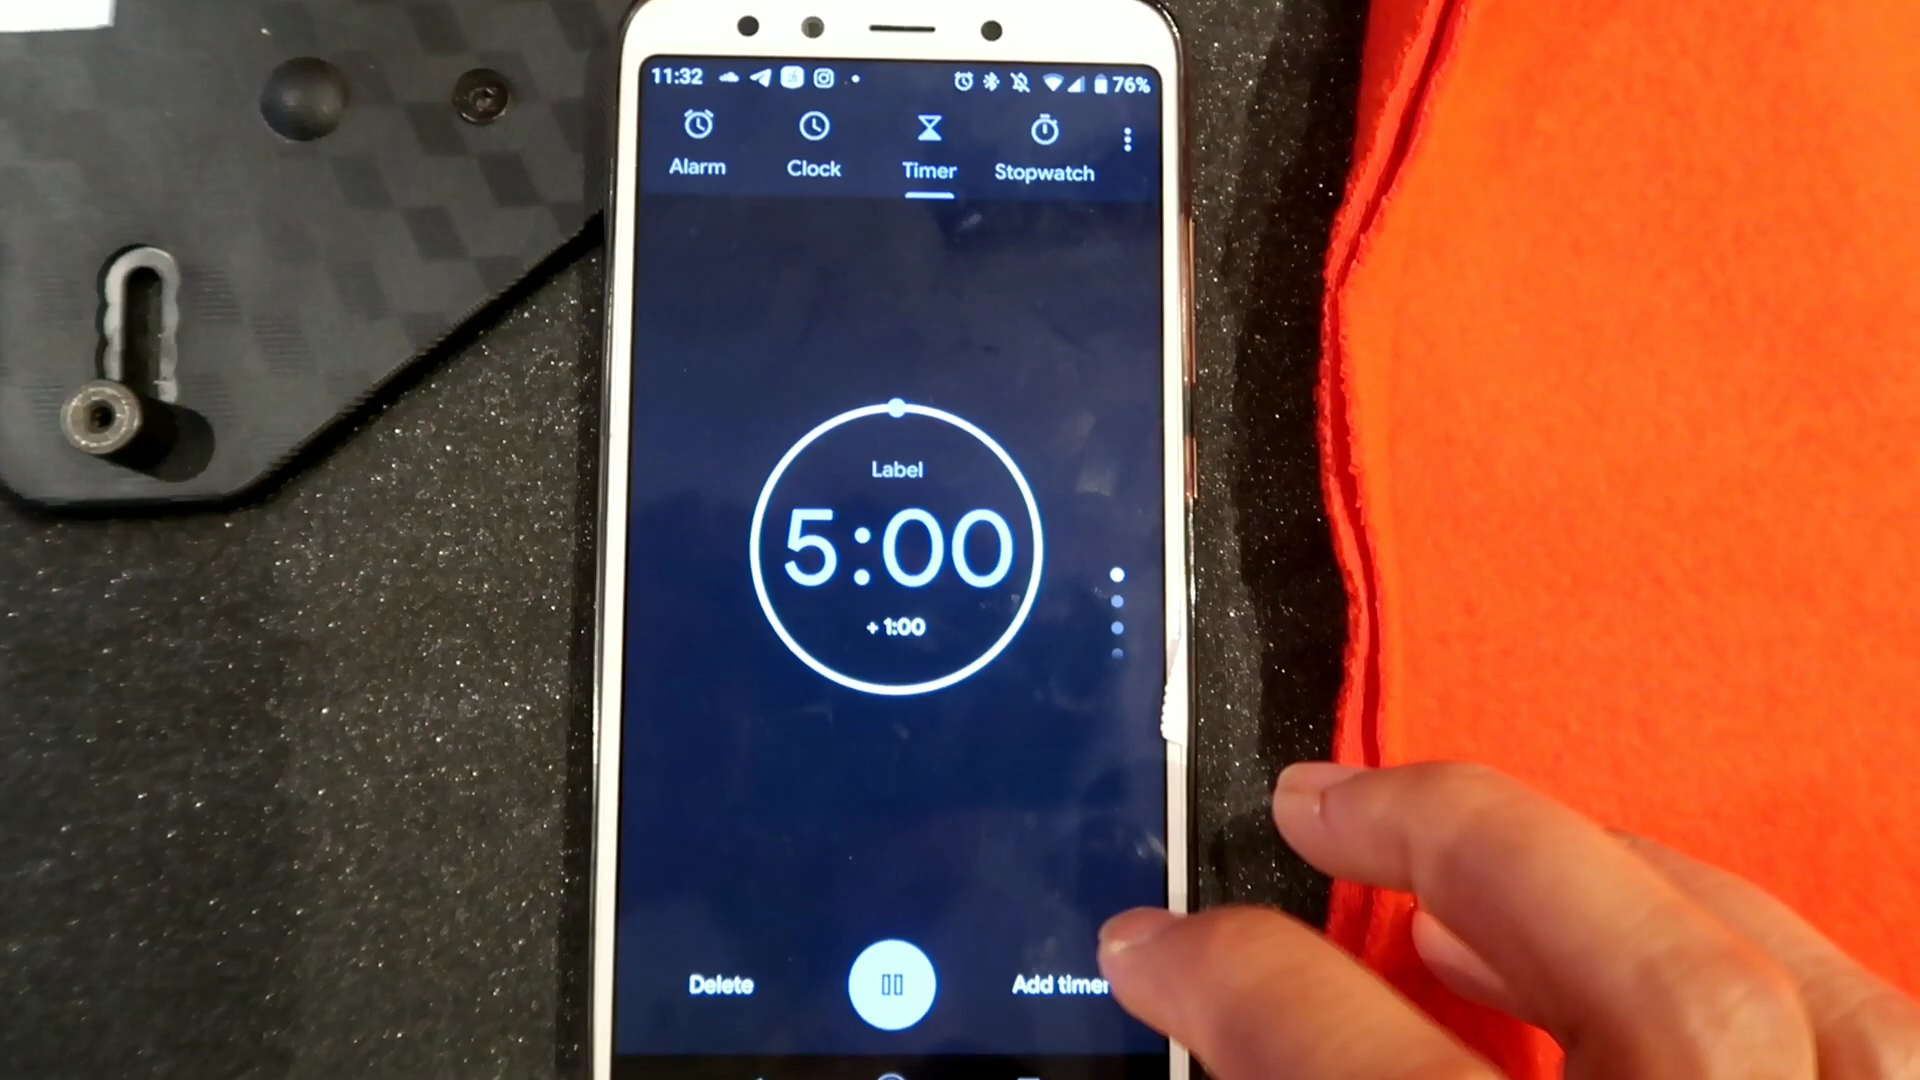 11:32 76%
Alarm Clock Timer Stopwatch
Label
5:00
+ 1:00
Delete Add timer